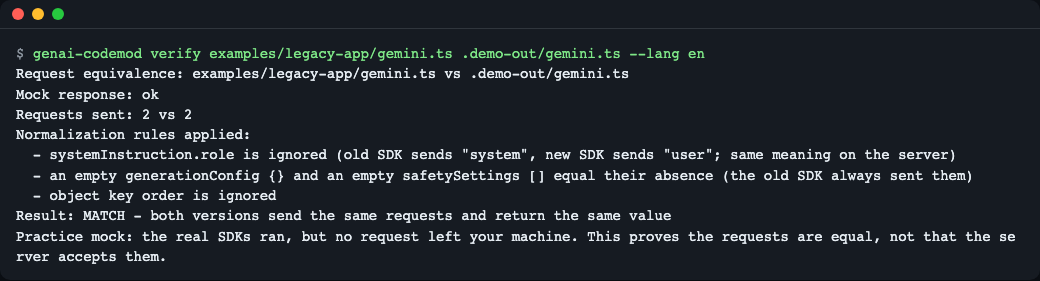 $ genai-codemod verify examples/legacy-app/gemini.ts .demo-out/gemini.ts --lang en
Request equivalence: examples/legacy-app/gemini.ts vs .demo-out/gemini.ts
Mock response: ok
Requests sent: 2 vs 2
Normalization rules applied:
  - systemInstruction.role is ignored (old SDK sends "system", new SDK sends "user"; same meaning on the server)
  - an empty generationConfig {} and an empty safetySettings [] equal their absence (the old SDK always sent them)
  - object key order is ignored
Result: MATCH - both versions send the same requests and return the same value
Practice mock: the real SDKs ran, but no request left your machine. This proves the requests are equal, not that the se
rver accepts them.